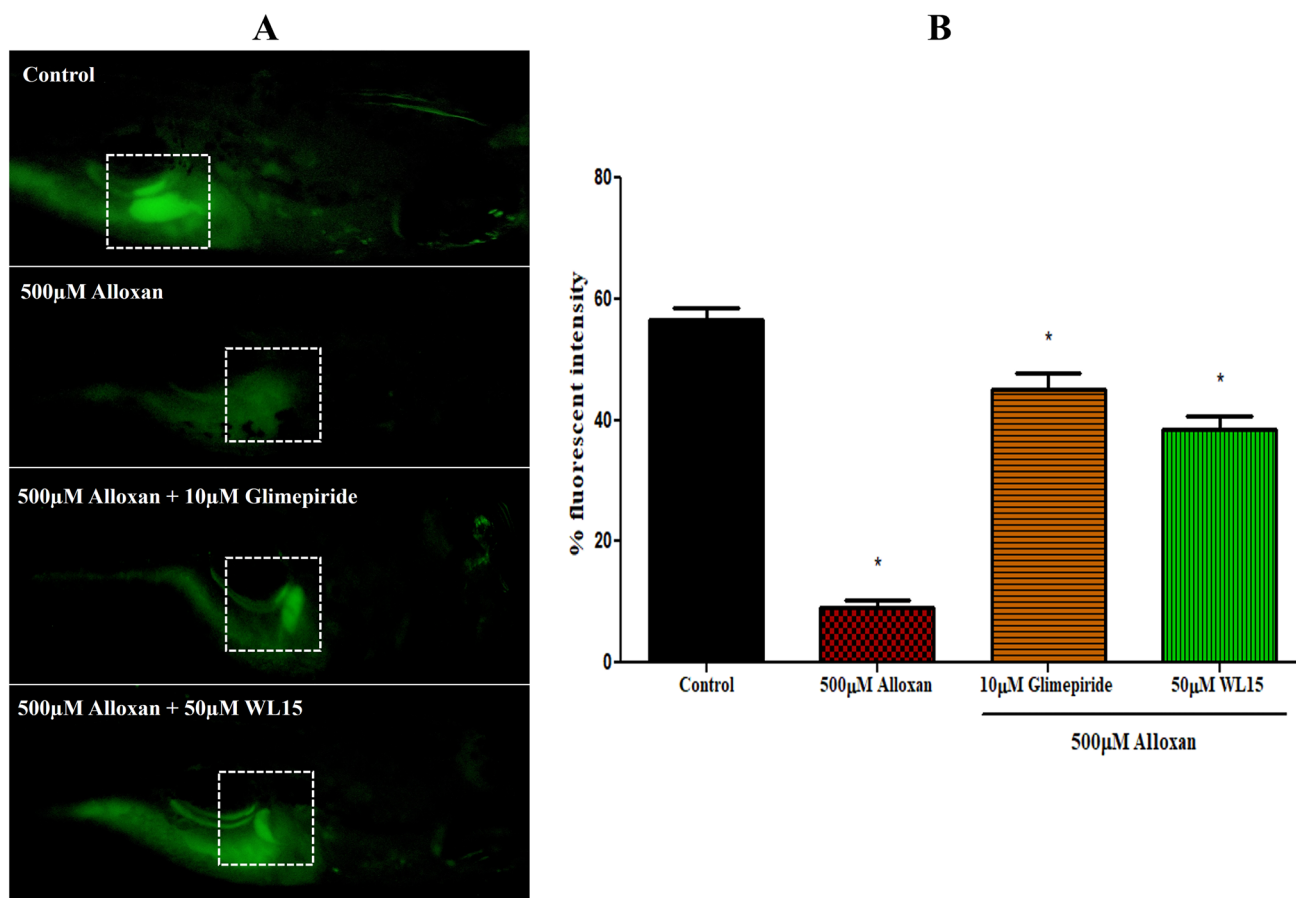 A
Control
500µM Alloxan
500µM Alloxan + 10µM Glimepiride
500µM Alloxan + 50µM WL15
B
% fluorescent intensity
80
60
40
20
0
*
*
*
Control
500µM Alloxan
10µM Glimepiride
50µM WL15
500µM Alloxan